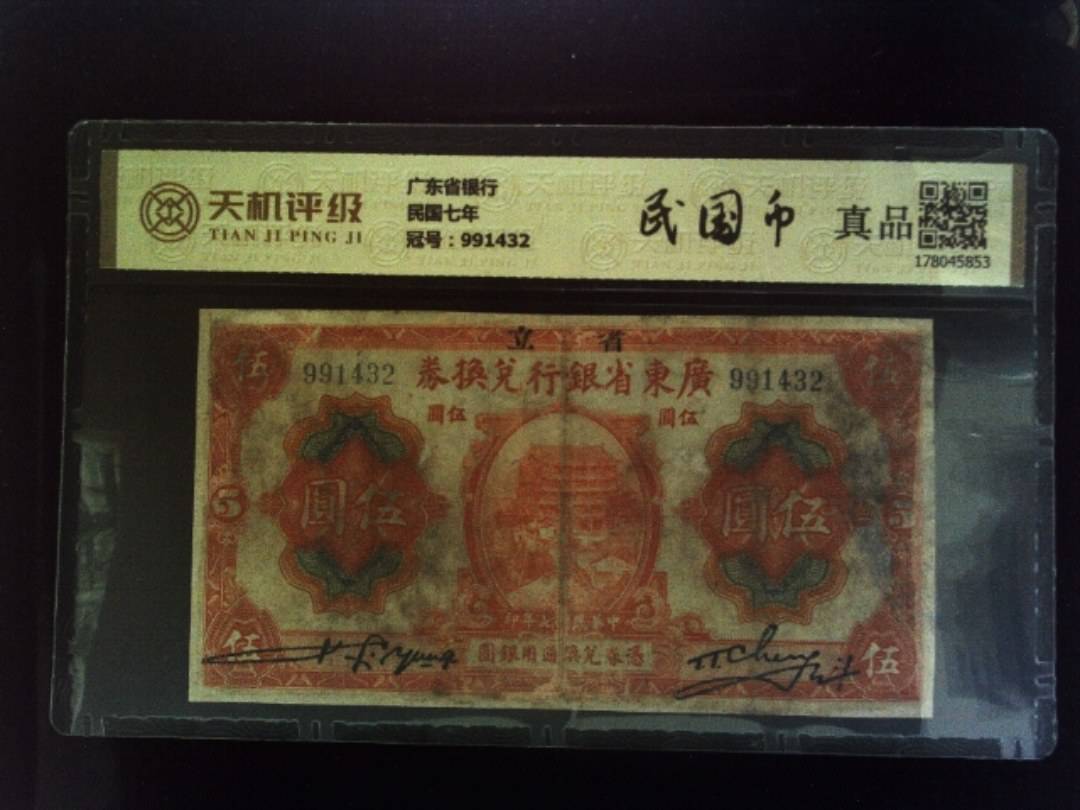 天机评级
TIAN JI PING JI
广东省银行
民国七年
冠号：991432
民国币
真品
178045853
立 省
991432
券換兌行銀省東廣
991432
圓伍
圓伍
伍
伍
圓伍
圓伍
5
5
印年七國民華中
圓銀用通換兌券憑
伍
伍